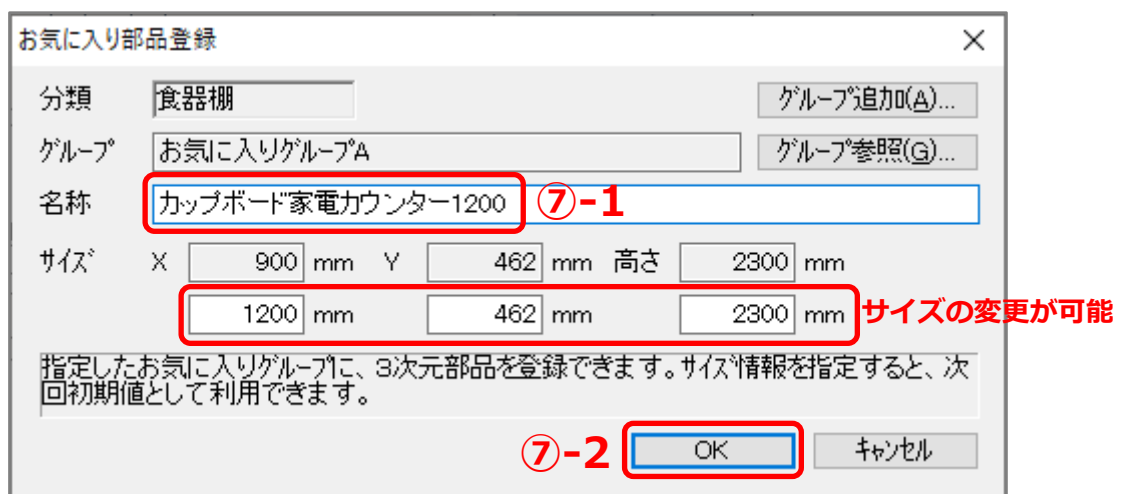 お気に入り部品登録
分類 食器棚 グループ追加(A)...
グループ お気に入りグループA グループ参照(G)...
名称 カップボード家電カウンター1200 ⑦-1
サイズ X 900 mm Y 462 mm 高さ 2300 mm
1200 mm 462 mm 2300 mm サイズの変更が可能
指定したお気に入りグループに、3次元部品を登録できます。サイズ情報を指定すると、次
回初期値として利用できます。
⑦-2 OK キャンセル